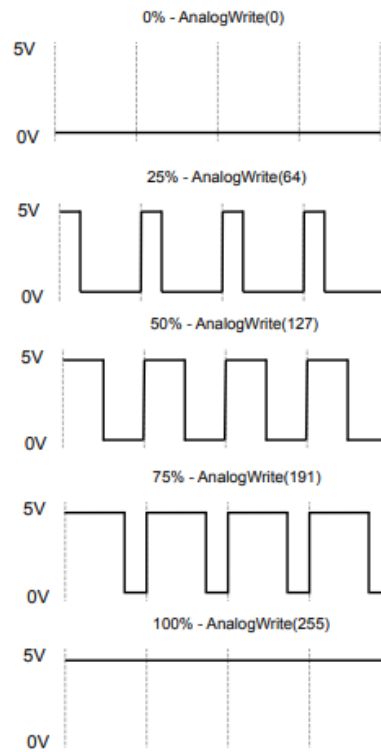 0% - AnalogWrite(0)
5V
0V
25% - AnalogWrite(64)
5V
0V
50% - AnalogWrite(127)
5V
0V
75% - AnalogWrite(191)
5V
0V
100% - AnalogWrite(255)
5V
0V